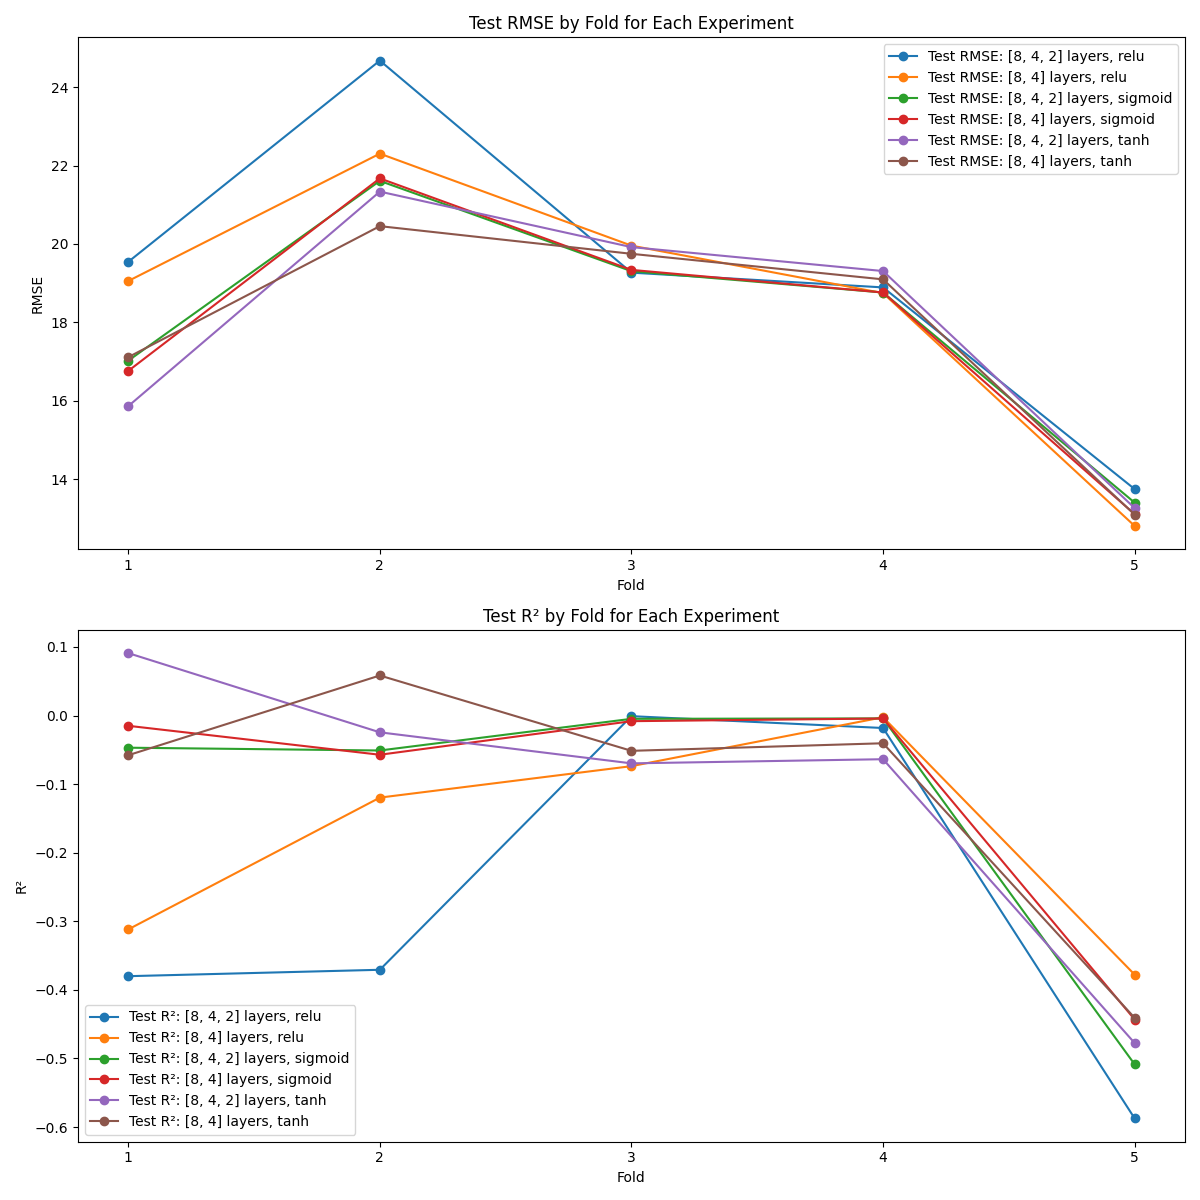 Test RMSE by Fold for Each Experiment
Test RMSE: [8, 4, 2] layers, relu
Test RMSE: [8, 4] layers, relu
Test RMSE: [8, 4, 2] layers, sigmoid
Test RMSE: [8, 4] layers, sigmoid
Test RMSE: [8, 4, 2] layers, tanh
Test RMSE: [8, 4] layers, tanh
24
22
20
18
16
14
RMSE
1 2 3 4 5
Fold
Test R² by Fold for Each Experiment
0.1
0.0
−0.1
−0.2
−0.3
−0.4
−0.5
−0.6
R²
Test R²: [8, 4, 2] layers, relu
Test R²: [8, 4] layers, relu
Test R²: [8, 4, 2] layers, sigmoid
Test R²: [8, 4] layers, sigmoid
Test R²: [8, 4, 2] layers, tanh
Test R²: [8, 4] layers, tanh
1 2 3 4 5
Fold